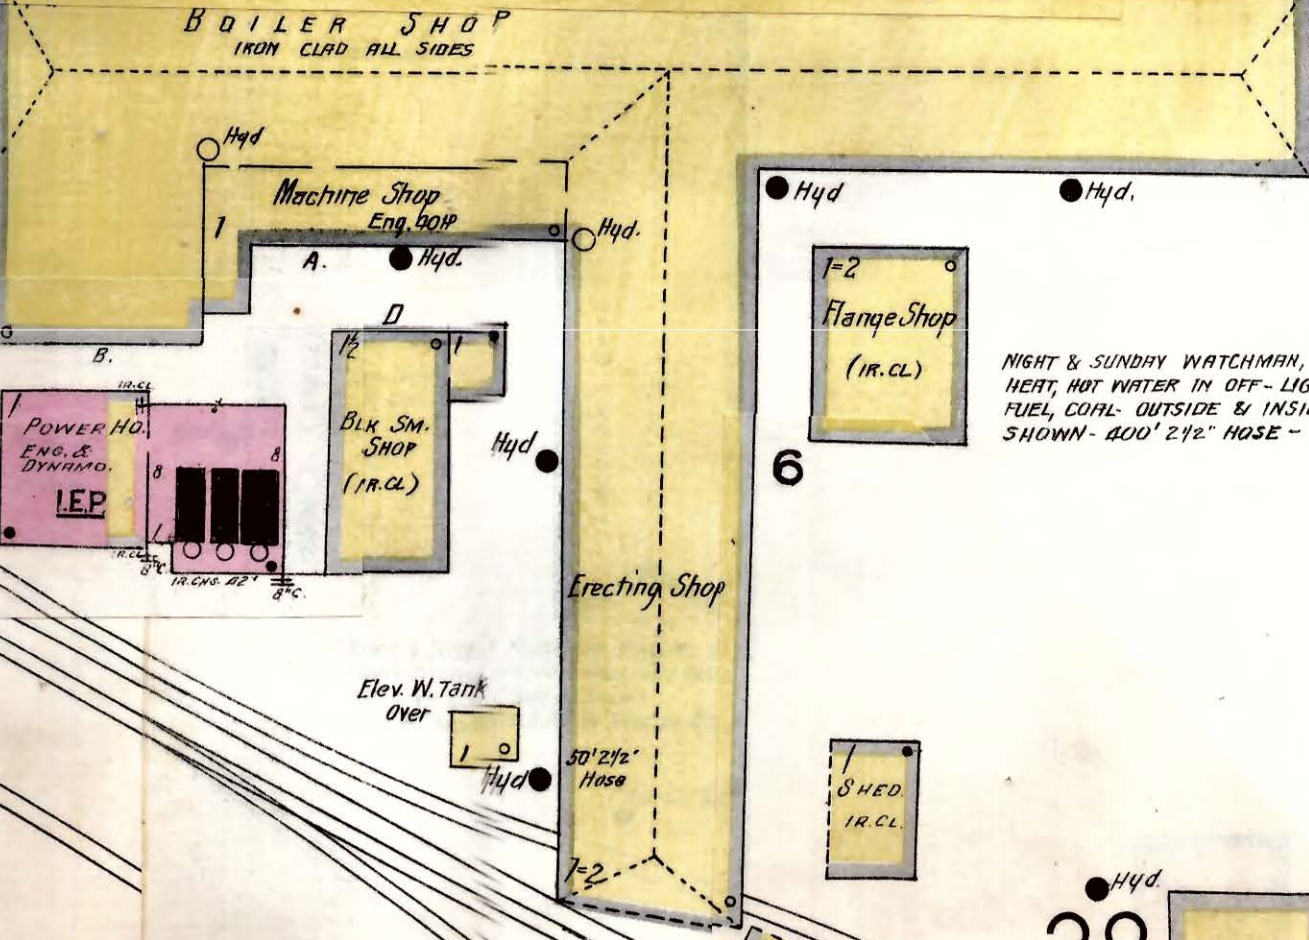 BOILER SHOP
IRON CLAD ALL SIDES
Hyd
Machine Shop
Eng. 40HP
1
Hyd.
A.
Hyd.
Hyd
Hyd.
1=2
Flange Shop
(IR.CL)
NIGHT & SUNDAY WATCHMAN,
HEAT, HOT WATER IN OFF- LIG
FUEL, COAL- OUTSIDE & INSI
SHOWN- 400' 2½" HOSE -
6
B.
D
1½
1
BLK SM.
SHOP
(IR.CL)
Hyd
IR.CL
1
POWER HO.
ENG. &
DYNAMO.
I.E.P.
8
8
1
IR.CL
8"C.
IR.CHS. 42'
8"C.
Erecting Shop
Elev. W. Tank
Over
1
Hyd
50' 2½"
Hose
1=2
1
SHED.
IR.CL.
Hyd.